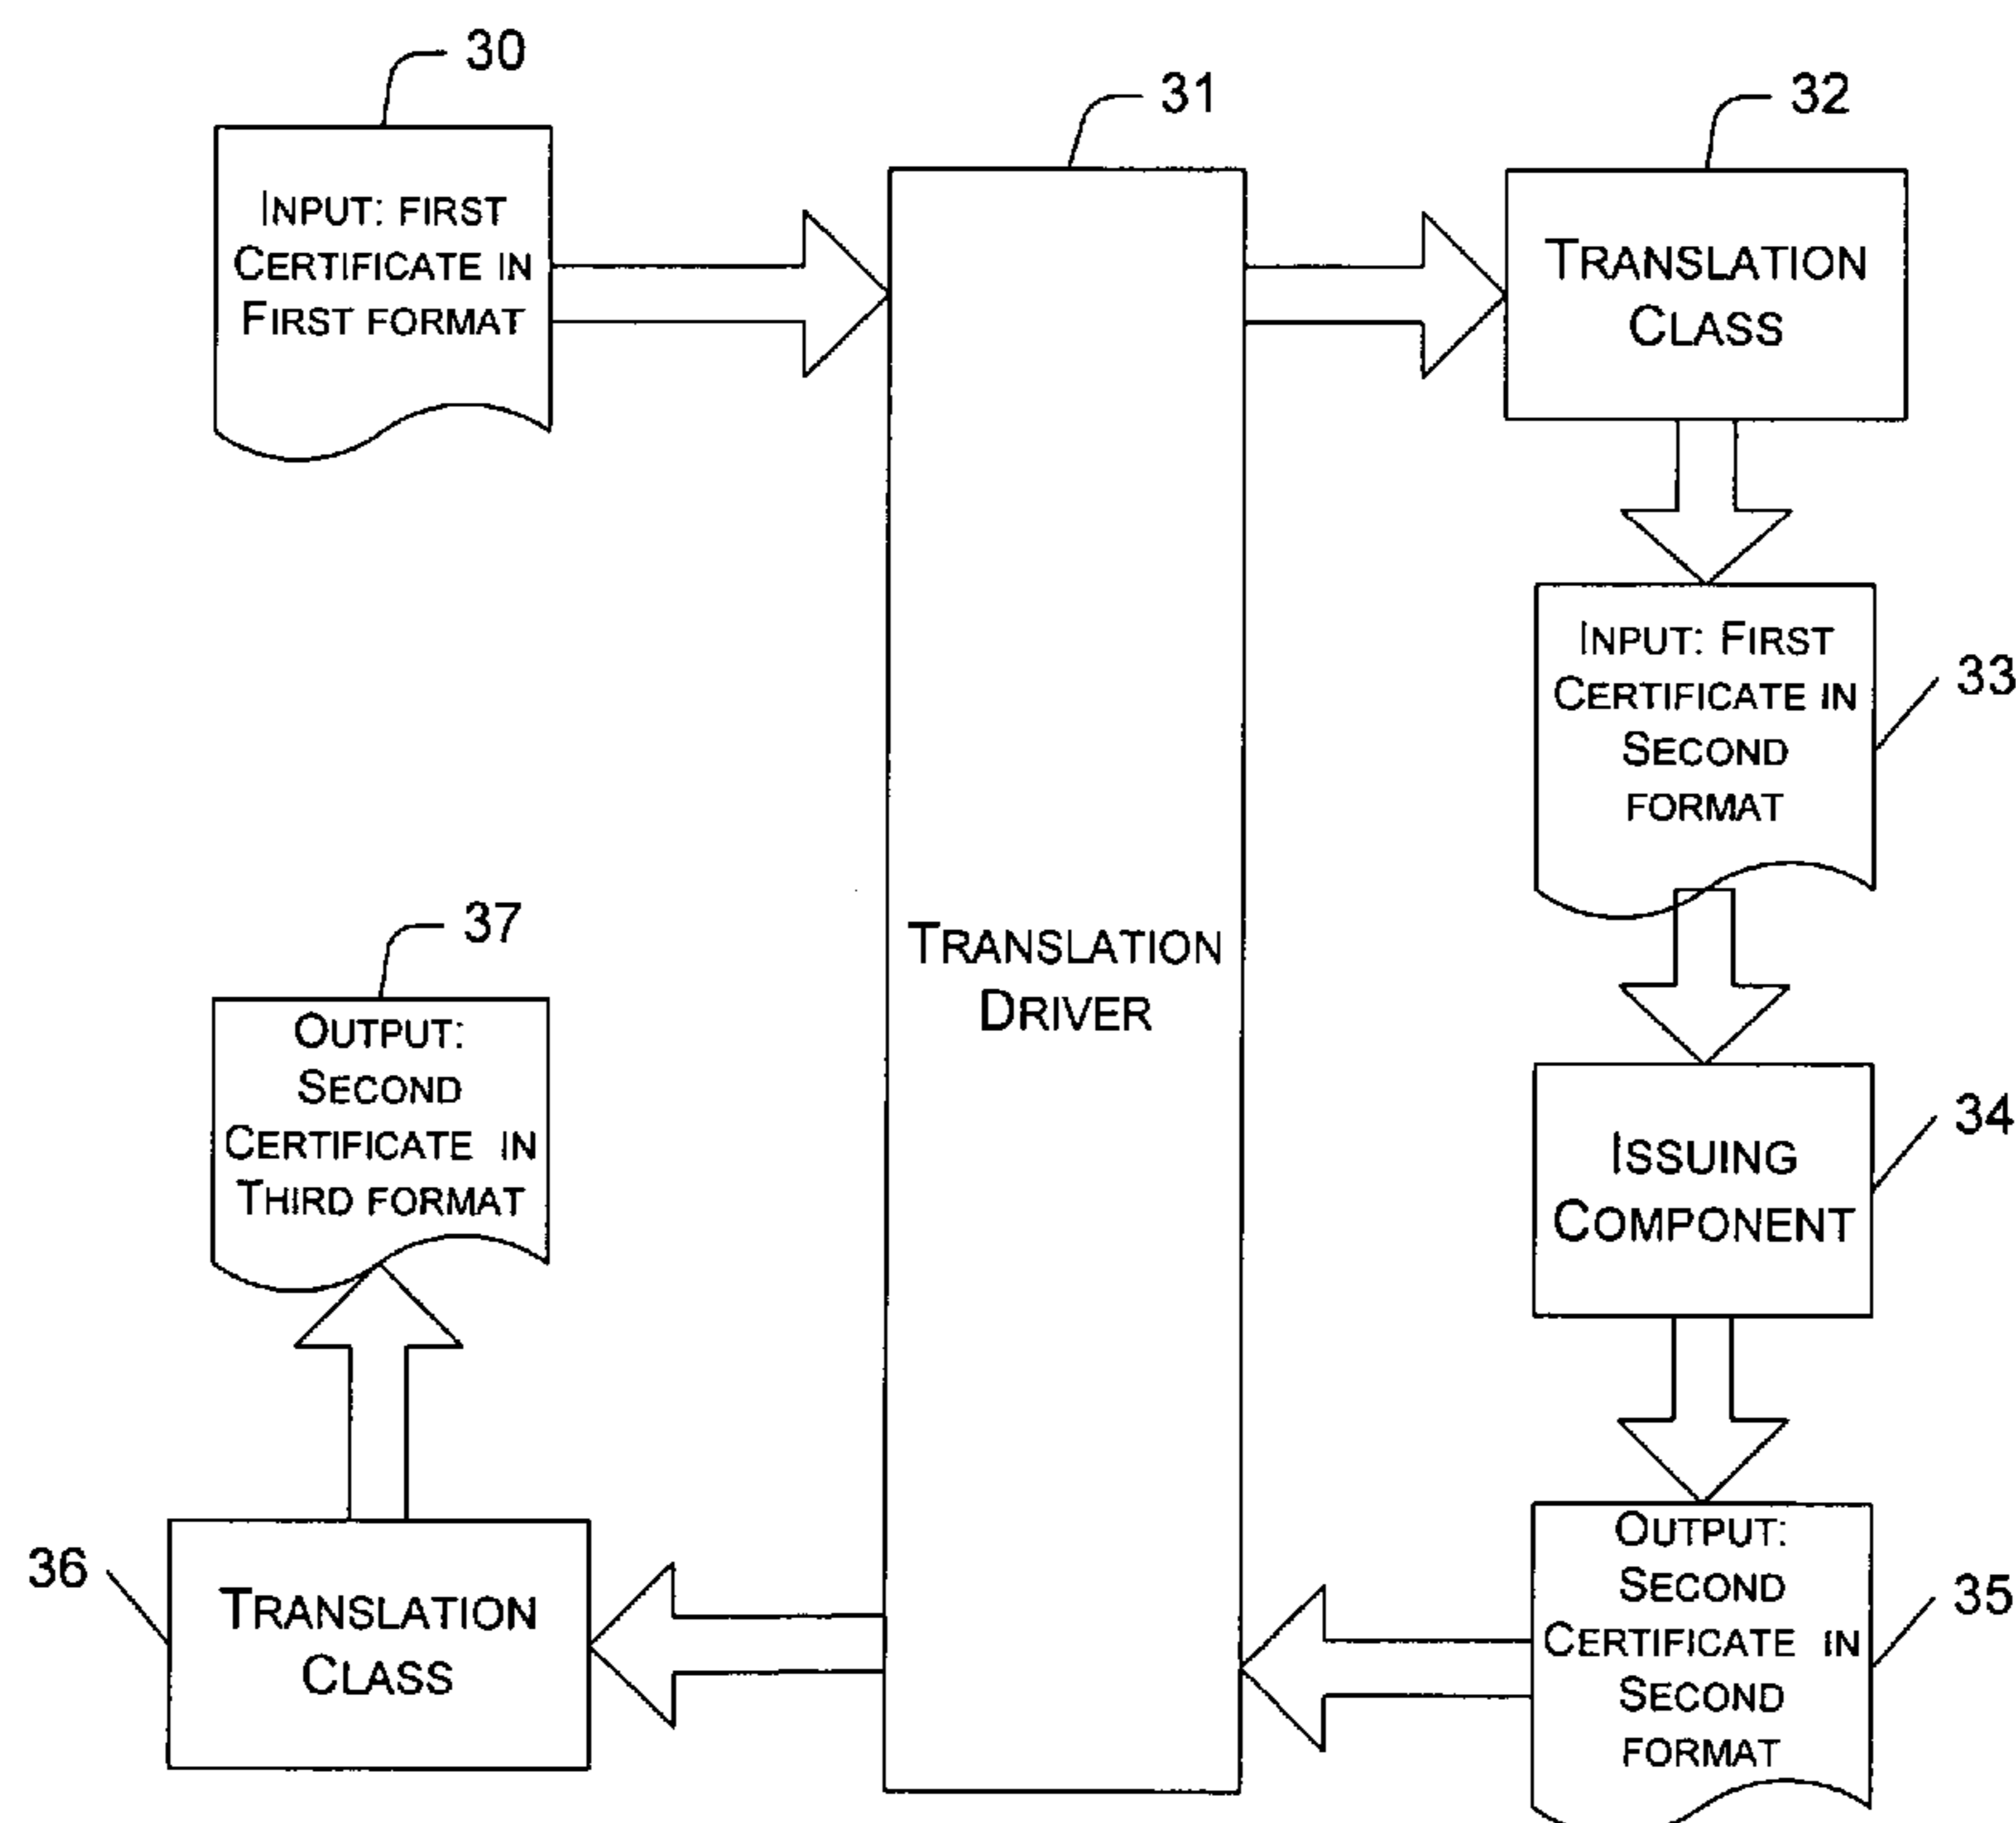 30
31
32
INPUT: FIRST
CERTIFICATE IN
FIRST FORMAT
TRANSLATION
CLASS
INPUT: FIRST
CERTIFICATE IN
SECOND
FORMAT
33
37
TRANSLATION
DRIVER
OUTPUT:
SECOND
CERTIFICATE IN
THIRD FORMAT
34
ISSUING
COMPONENT
36
TRANSLATION
CLASS
OUTPUT:
SECOND
CERTIFICATE IN
SECOND
FORMAT
35